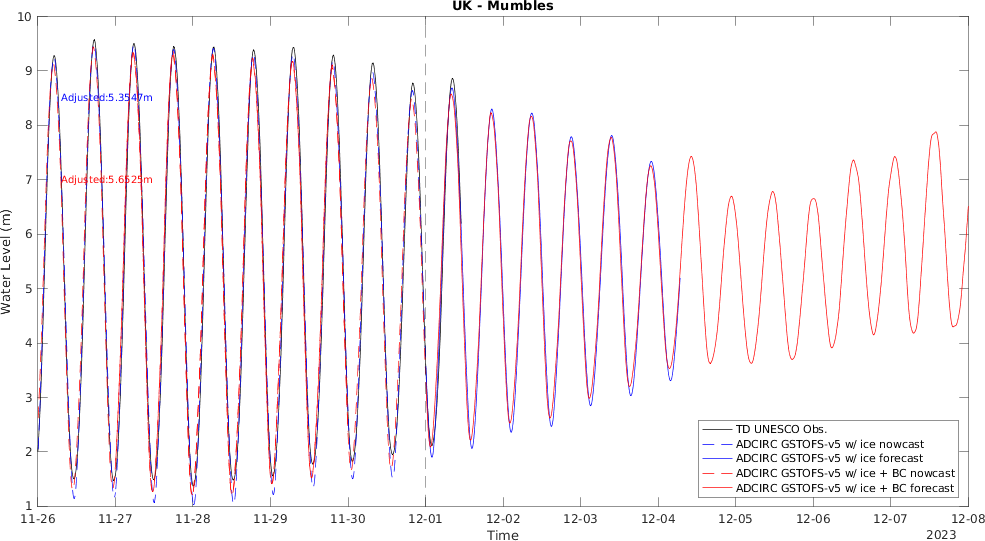 UK - Mumbles
10
9
8
7
6
5
4
3
2
1
Water Level (m)
Adjusted:5.3547m
Adjusted:5.6525m
TD UNESCO Obs.
ADCIRC GSTOFS-v5 w/ ice nowcast
ADCIRC GSTOFS-v5 w/ ice forecast
ADCIRC GSTOFS-v5 w/ ice + BC nowcast
ADCIRC GSTOFS-v5 w/ ice + BC forecast
11-26 11-27 11-28 11-29 11-30 12-01 12-02 12-03 12-04 12-05 12-06 12-07 12-08
Time
2023